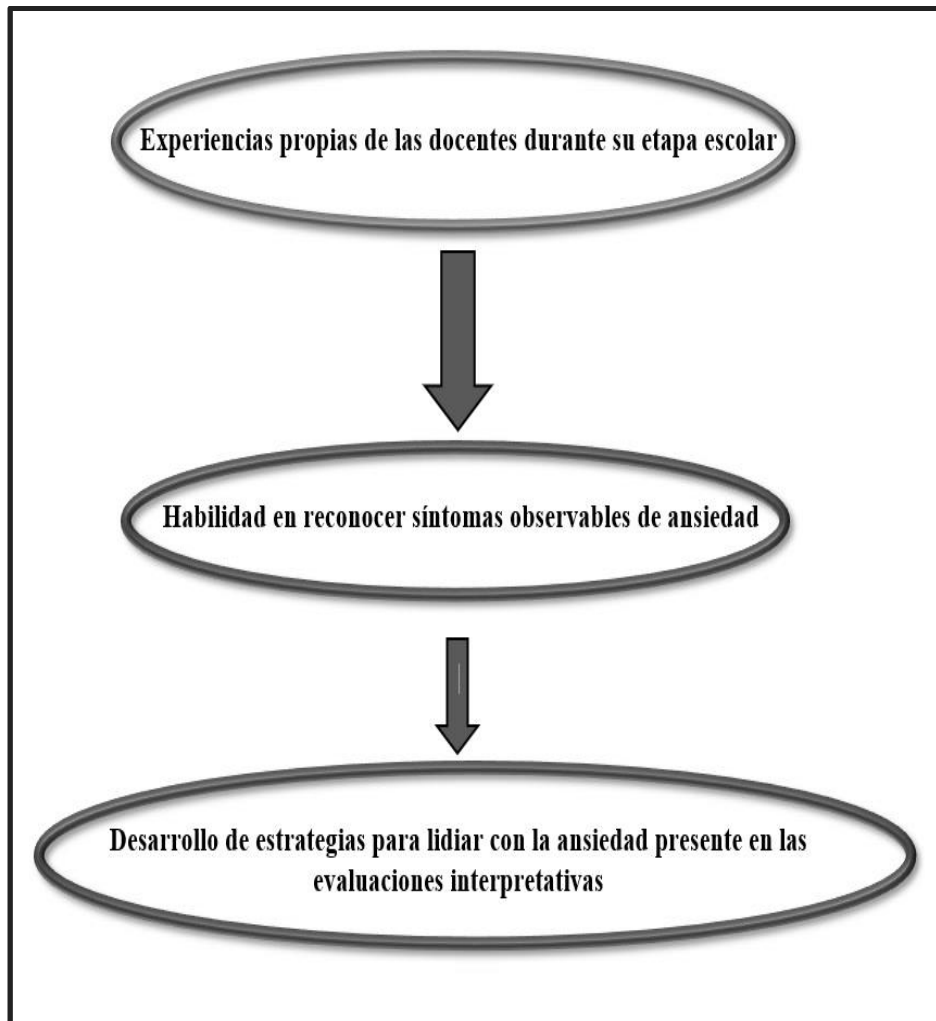 Experiencias propias de las docentes durante su etapa escolar
Habilidad en reconocer síntomas observables de ansiedad
Desarrollo de estrategias para lidiar con la ansiedad presente en las
evaluaciones interpretativas